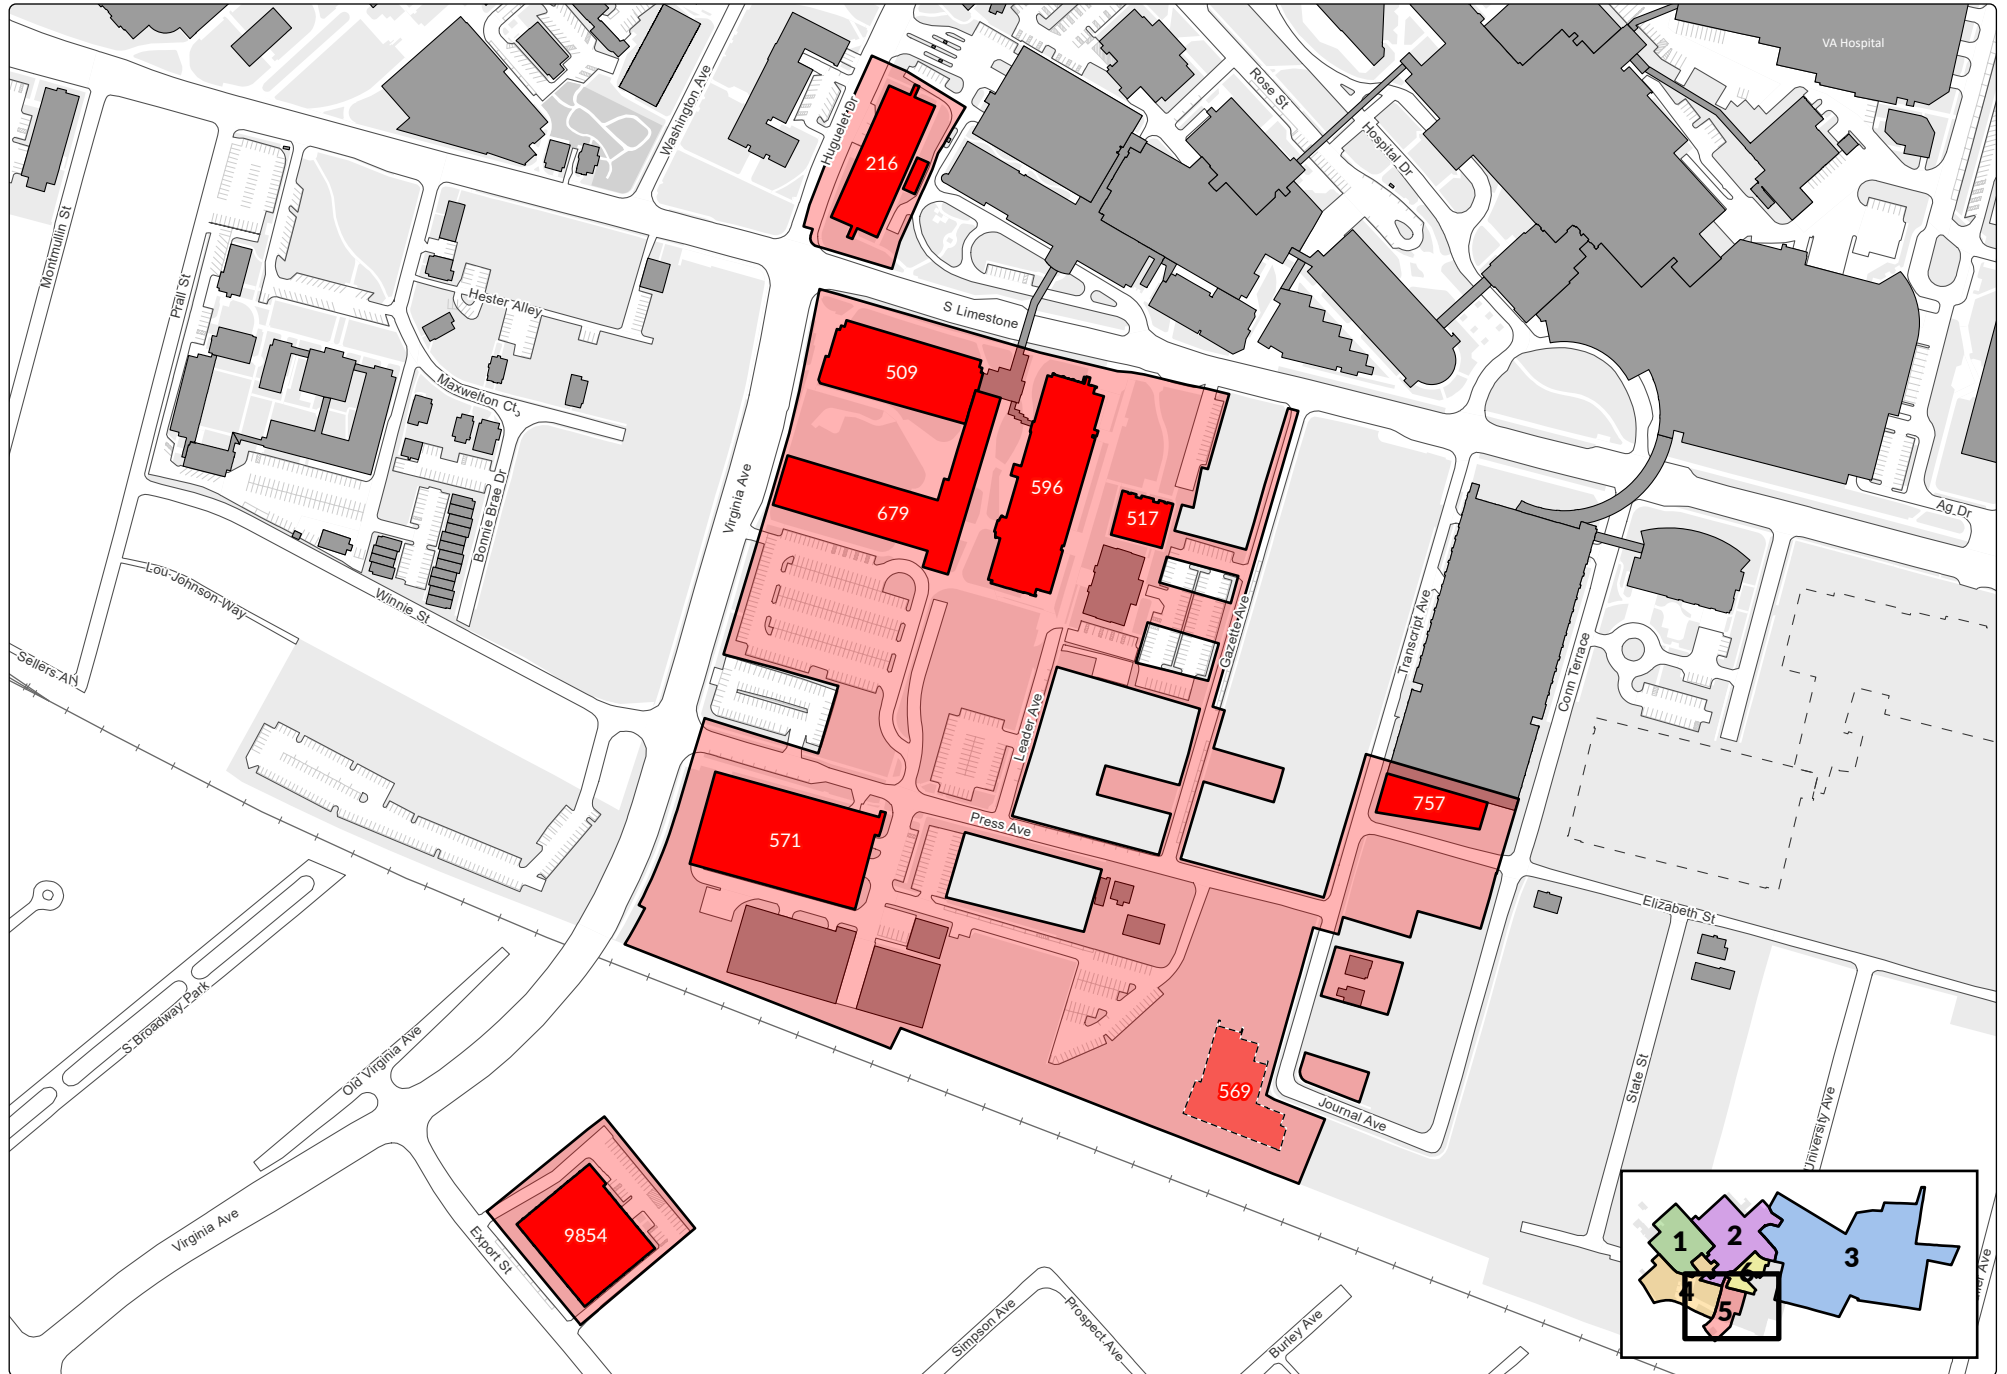 VA Hospital
Rose St
Washington Ave
Huguelet Dr
Hospital Dr
216
Montmullin St
Prall St
Hester Alley
S Limestone
509
Maxwelton Ct
596
Virginia Ave
679
517
Bonnie Brae Dr
Ag Dr
Lou Johnson Way
Winnie St
Gazette Ave
Transcript Ave
Conn Terrace
Sellers Al
Leader Ave
757
Press Ave
571
Elizabeth St
S Broadway Park
Old Virginia Ave
569
State St
Journal Ave
University Ave
9854
Virginia Ave
Export St
1
2
3
4
5
6
Simpson Ave
Prospect Ave
Burley Ave